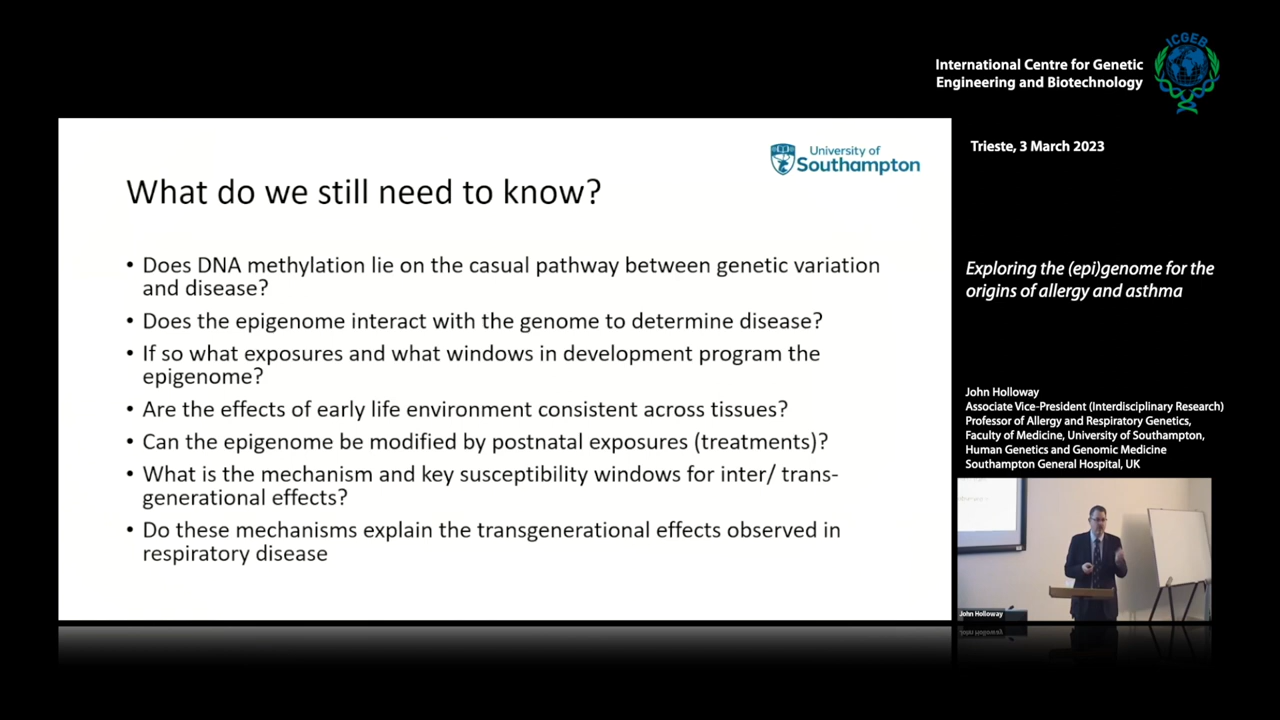 ICGEB
International Centre for Genetic
Engineering and Biotechnology
Trieste, 3 March 2023
University of
Southampton
What do we still need to know?
• Does DNA methylation lie on the casual pathway between genetic variation
and disease?
• Does the epigenome interact with the genome to determine disease?
• If so what exposures and what windows in development program the
epigenome?
• Are the effects of early life environment consistent across tissues?
• Can the epigenome be modified by postnatal exposures (treatments)?
• What is the mechanism and key susceptibility windows for inter/ trans-
generational effects?
• Do these mechanisms explain the transgenerational effects observed in
respiratory disease
Exploring the (epi)genome for the
origins of allergy and asthma
John Holloway
Associate Vice-President (Interdisciplinary Research)
Professor of Allergy and Respiratory Genetics,
Faculty of Medicine, University of Southampton,
Human Genetics and Genomic Medicine
Southampton General Hospital, UK
John Holloway